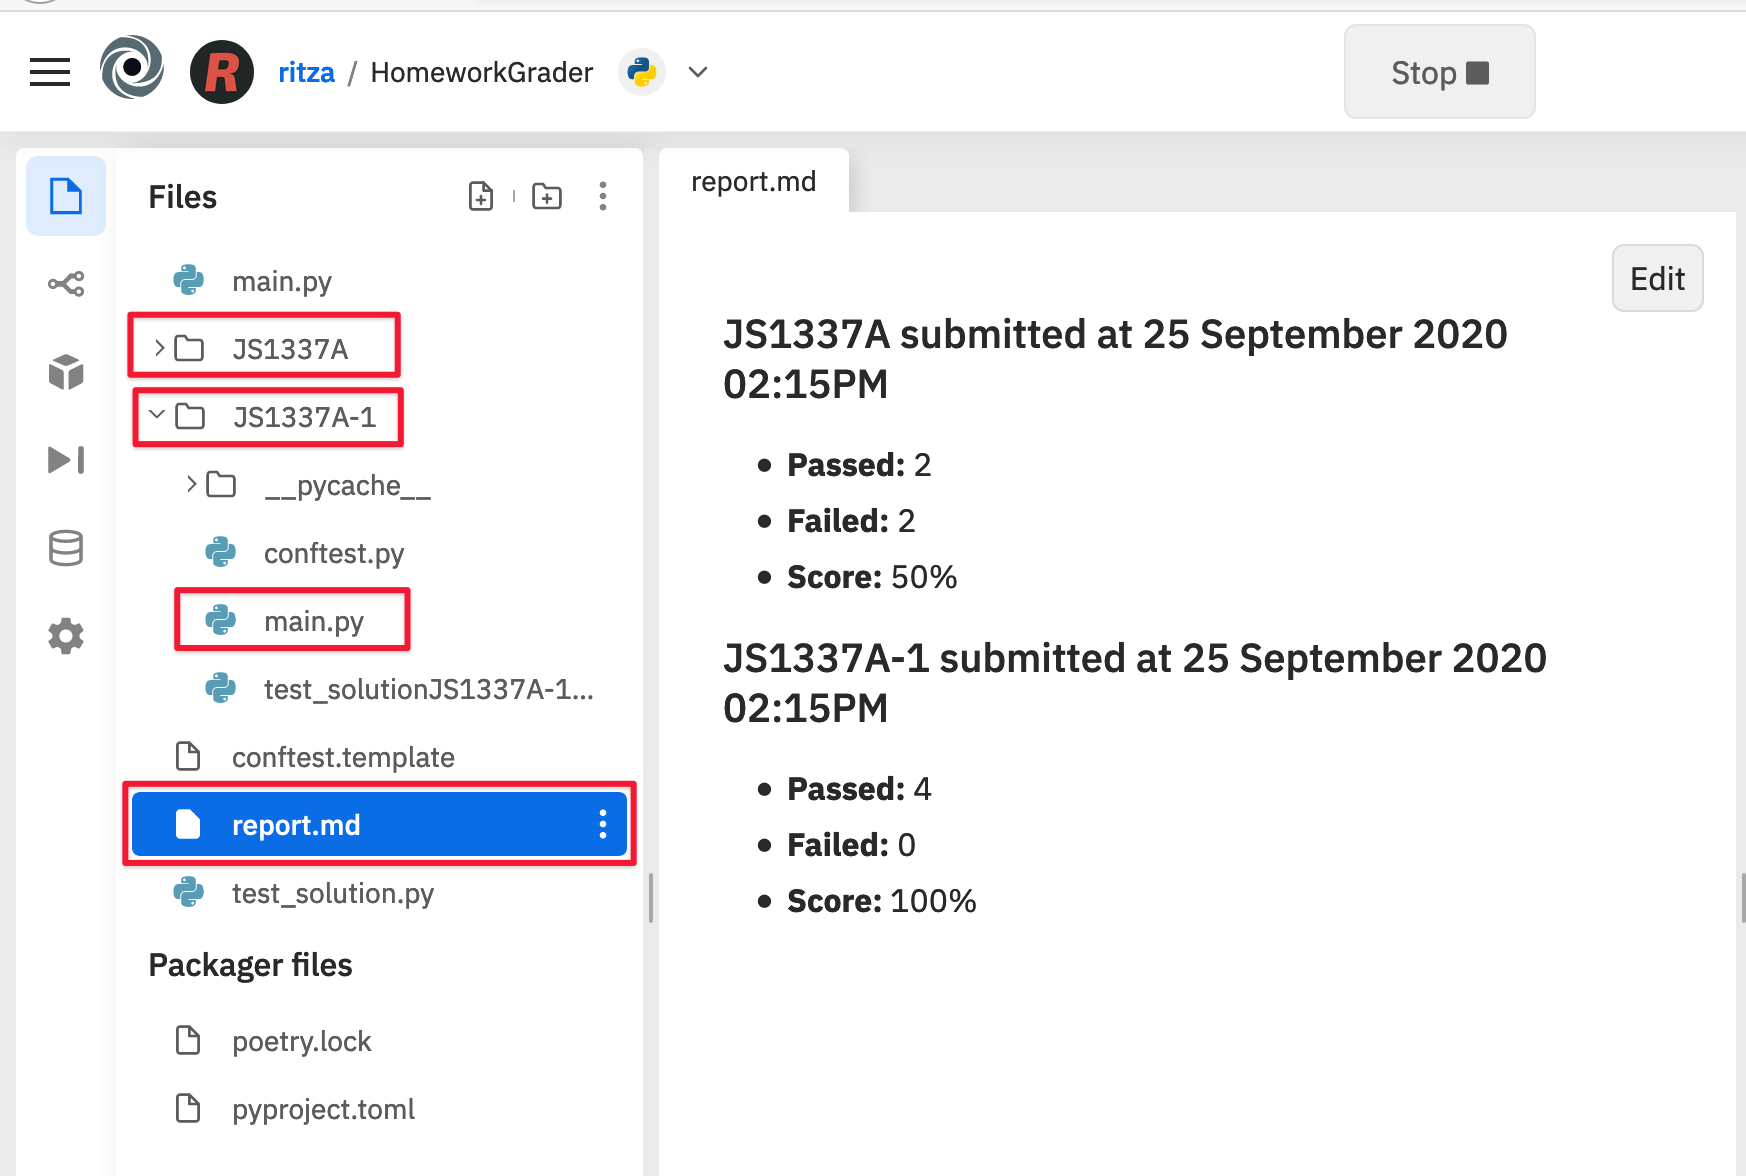 R ritza / HomeworkGrader
Stop
Files
report.md
main.py
JS1337A
JS1337A-1
__pycache__
conftest.py
main.py
test_solutionJS1337A-1...
conftest.template
report.md
test_solution.py
Packager files
poetry.lock
pyproject.toml
Edit
JS1337A submitted at 25 September 2020
02:15PM
Passed: 2
Failed: 2
Score: 50%
JS1337A-1 submitted at 25 September 2020
02:15PM
Passed: 4
Failed: 0
Score: 100%